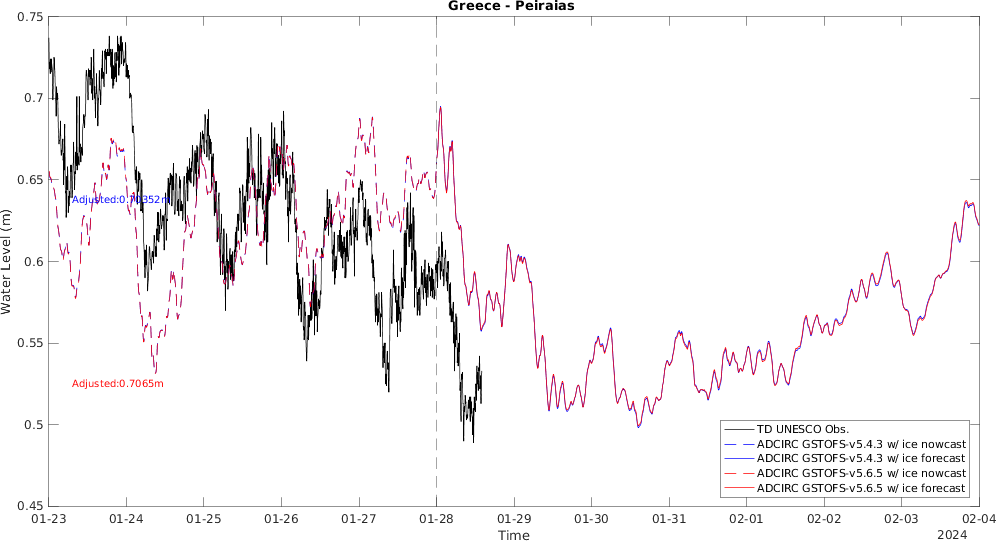 Greece - Peiraias
Water Level (m)
0.75
0.7
0.65
0.6
0.55
0.5
0.45
Adjusted:0.70352m
Adjusted:0.7065m
TD UNESCO Obs.
ADCIRC GSTOFS-v5.4.3 w/ ice nowcast
ADCIRC GSTOFS-v5.4.3 w/ ice forecast
ADCIRC GSTOFS-v5.6.5 w/ ice nowcast
ADCIRC GSTOFS-v5.6.5 w/ ice forecast
01-23 01-24 01-25 01-26 01-27 01-28 01-29 01-30 01-31 02-01 02-02 02-03 02-04
Time
2024